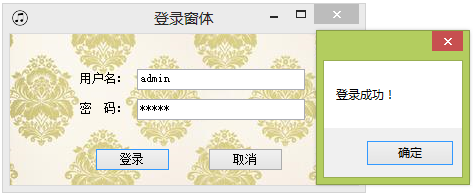 登录窗体
用户名： admin
密　码： *****
登录 取消
登录成功！
确定